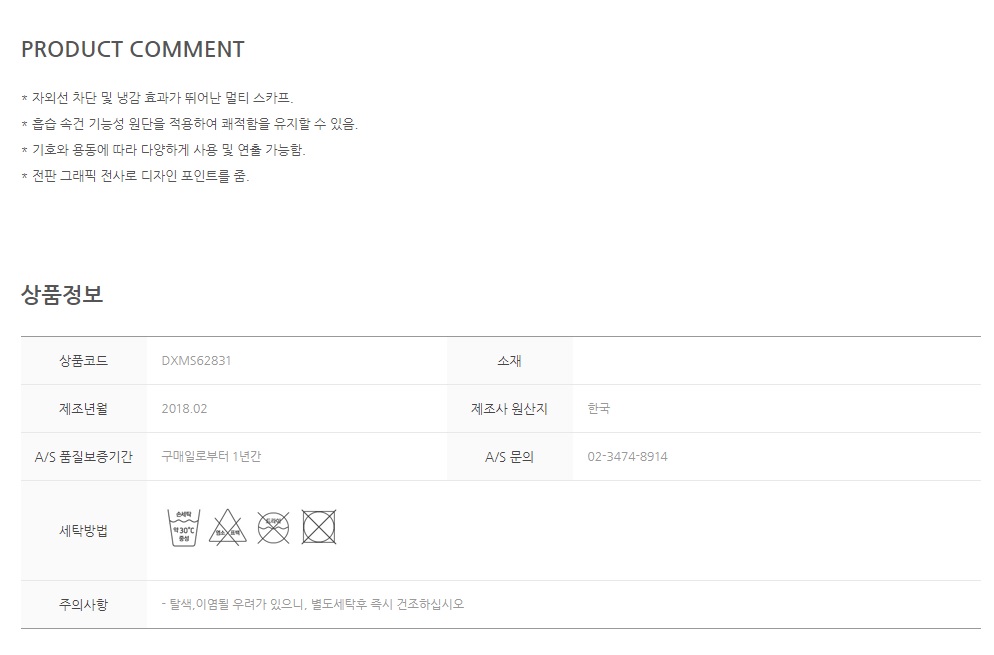 PRODUCT COMMENT
* 자외선 차단 및 냉감 효과가 뛰어난 멀티 스카프.
* 흡습 속건 기능성 원단을 적용하여 쾌적함을 유지할 수 있음.
* 기호와 용동에 따라 다양하게 사용 및 연출 가능함.
* 전판 그래픽 전사로 디자인 포인트를 줌.
상품정보
상품코드 DXMS62831 소재
제조년월 2018.02 제조사 원산지 한국
A/S 품질보증기간 구매일로부터 1년간 A/S 문의 02-3474-8914
손세탁
약 30℃
중성
염소 표백
드라이
세탁방법
주의사항 - 탈색,이염될 우려가 있으니, 별도세탁후 즉시 건조하십시오